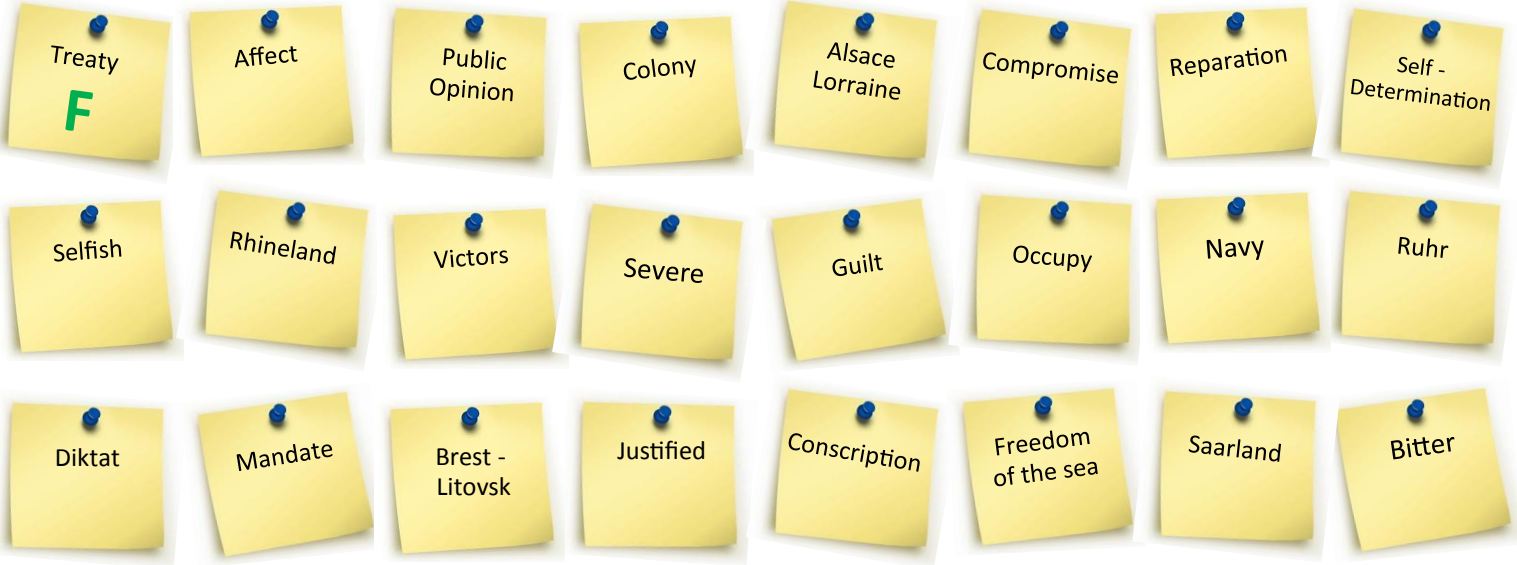 Treaty
F
Affect
Public
Opinion
Colony
Alsace
Lorraine
Compromise
Reparation
Self -
Determination
Selfish
Rhineland
Victors
Severe
Guilt
Occupy
Navy
Ruhr
Diktat
Mandate
Brest -
Litovsk
Justified
Conscription
Freedom
of the sea
Saarland
Bitter